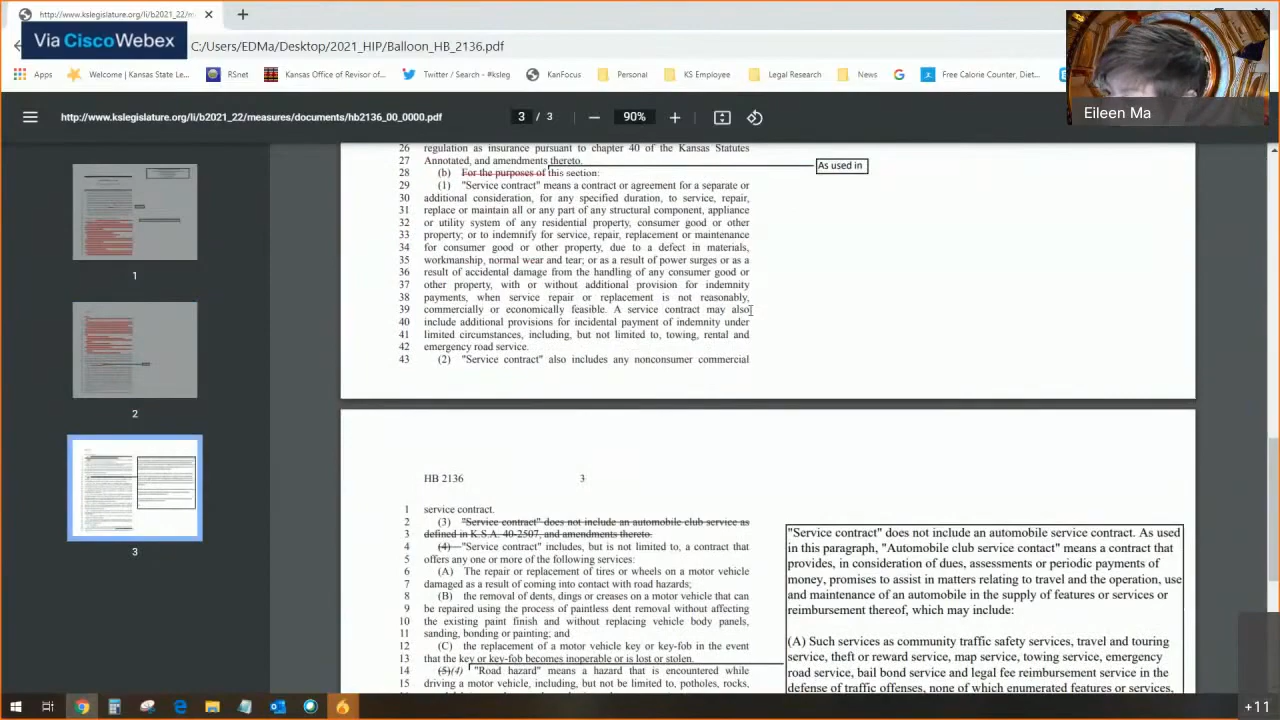 http://www.kslegislature.org/li/b2021_22/m
Via Cisco Webex
C:/Users/EDMa/Desktop/2021_HIP/Balloon_HB_2136.pdf
Apps
Welcome | Kansas State Le...
RSnet
Kansas Office of Revisor of...
Twitter / Search - #ksleg
KanFocus
Personal
KS Employee
Legal Research
News
Free Calorie Counter, Diet...
Eileen Ma
http://www.kslegislature.org/li/b2021_22/measures/documents/hb2136_00_0000.pdf
3 / 3
90%
1
2
3
26 regulation as insurance pursuant to chapter 40 of the Kansas Statutes
27 Annotated, and amendments thereto.
As used in
28 (b) For the purposes of this section:
29 (1) "Service contract" means a contract or agreement for a separate or
30 additional consideration, for any specified duration, to service, repair,
31 replace or maintain all or any part of any structural component, appliance
32 or utility system of any residential property, consumer good or other
33 property; or to indemnify for service, repair, replacement or maintenance
34 for consumer good or other property, due to a defect in materials,
35 workmanship, normal wear and tear; or as a result of power surges or as a
36 result of accidental damage from the handling of any consumer good or
37 other property, with or without additional provision for indemnity
38 payments, when service repair or replacement is not reasonably,
39 commercially or economically feasible. A service contract may also
40 include additional provisions for incidental payment of indemnity under
41 limited circumstances, including, but not limited to, towing, rental and
42 emergency road service.
43 (2) "Service contract" also includes any nonconsumer commercial
HB 2136 3
1 service contract.
2 (3) "Service contract" does not include an automobile club service as
3 defined in K.S.A. 40-2507, and amendments thereto.
4 (4) "Service contract" includes, but is not limited to, a contract that
5 offers any one or more of the following services:
6 (A) The repair or replacement of tires or wheels on a motor vehicle
7 damaged as a result of coming into contact with road hazards;
8 (B) the removal of dents, dings or creases on a motor vehicle that can
9 be repaired using the process of paintless dent removal without affecting
10 the existing paint finish and without replacing vehicle body panels,
11 sanding, bonding or painting; and
12 (C) the replacement of a motor vehicle key or key-fob in the event
13 that the key or key-fob becomes inoperable or is lost or stolen.
14 (5)(4) "Road hazard" means a hazard that is encountered while
15 driving a motor vehicle, including, but not limited to, potholes, rocks,
"Service contract" does not include an automobile service contract. As used
in this paragraph, "Automobile club service contact" means a contract that
provides, in consideration of dues, assessments or periodic payments of
money, promises to assist in matters relating to travel and the operation, use
and maintenance of an automobile in the supply of features or services or
reimbursement thereof, which may include:
(A) Such services as community traffic safety services, travel and touring
service, theft or reward service, map service, towing service, emergency
road service, bail bond service and legal fee reimbursement service in the
defense of traffic offenses, none of which enumerated features or services,
+11